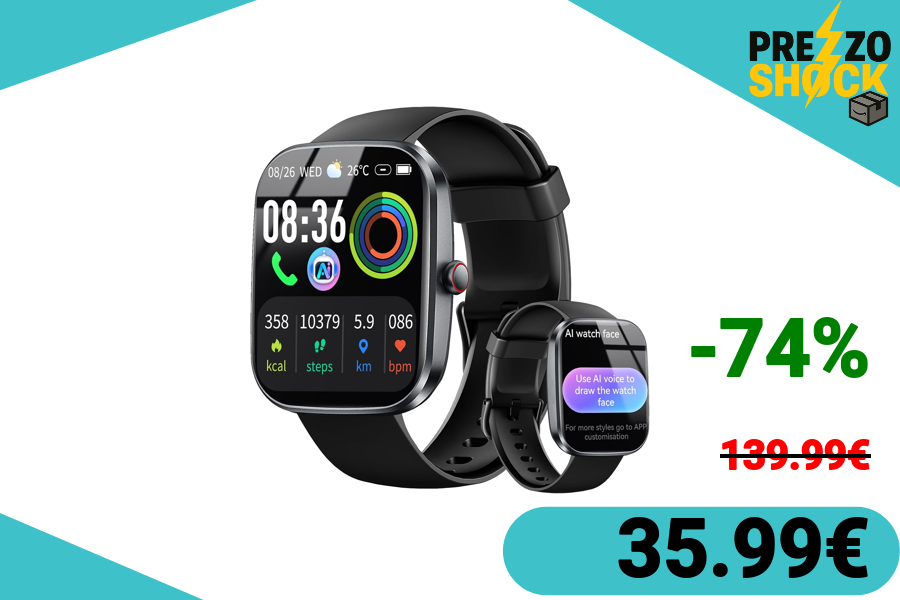 PREZZO
SHOCK
08/26 WED 26°C
08:36
Ai
358 10379 5.9 086
kcal steps km bpm
AI watch face
Use AI voice to
draw the watch
face
For more styles go to APP
customisation
-74%
139.99€
35.99€